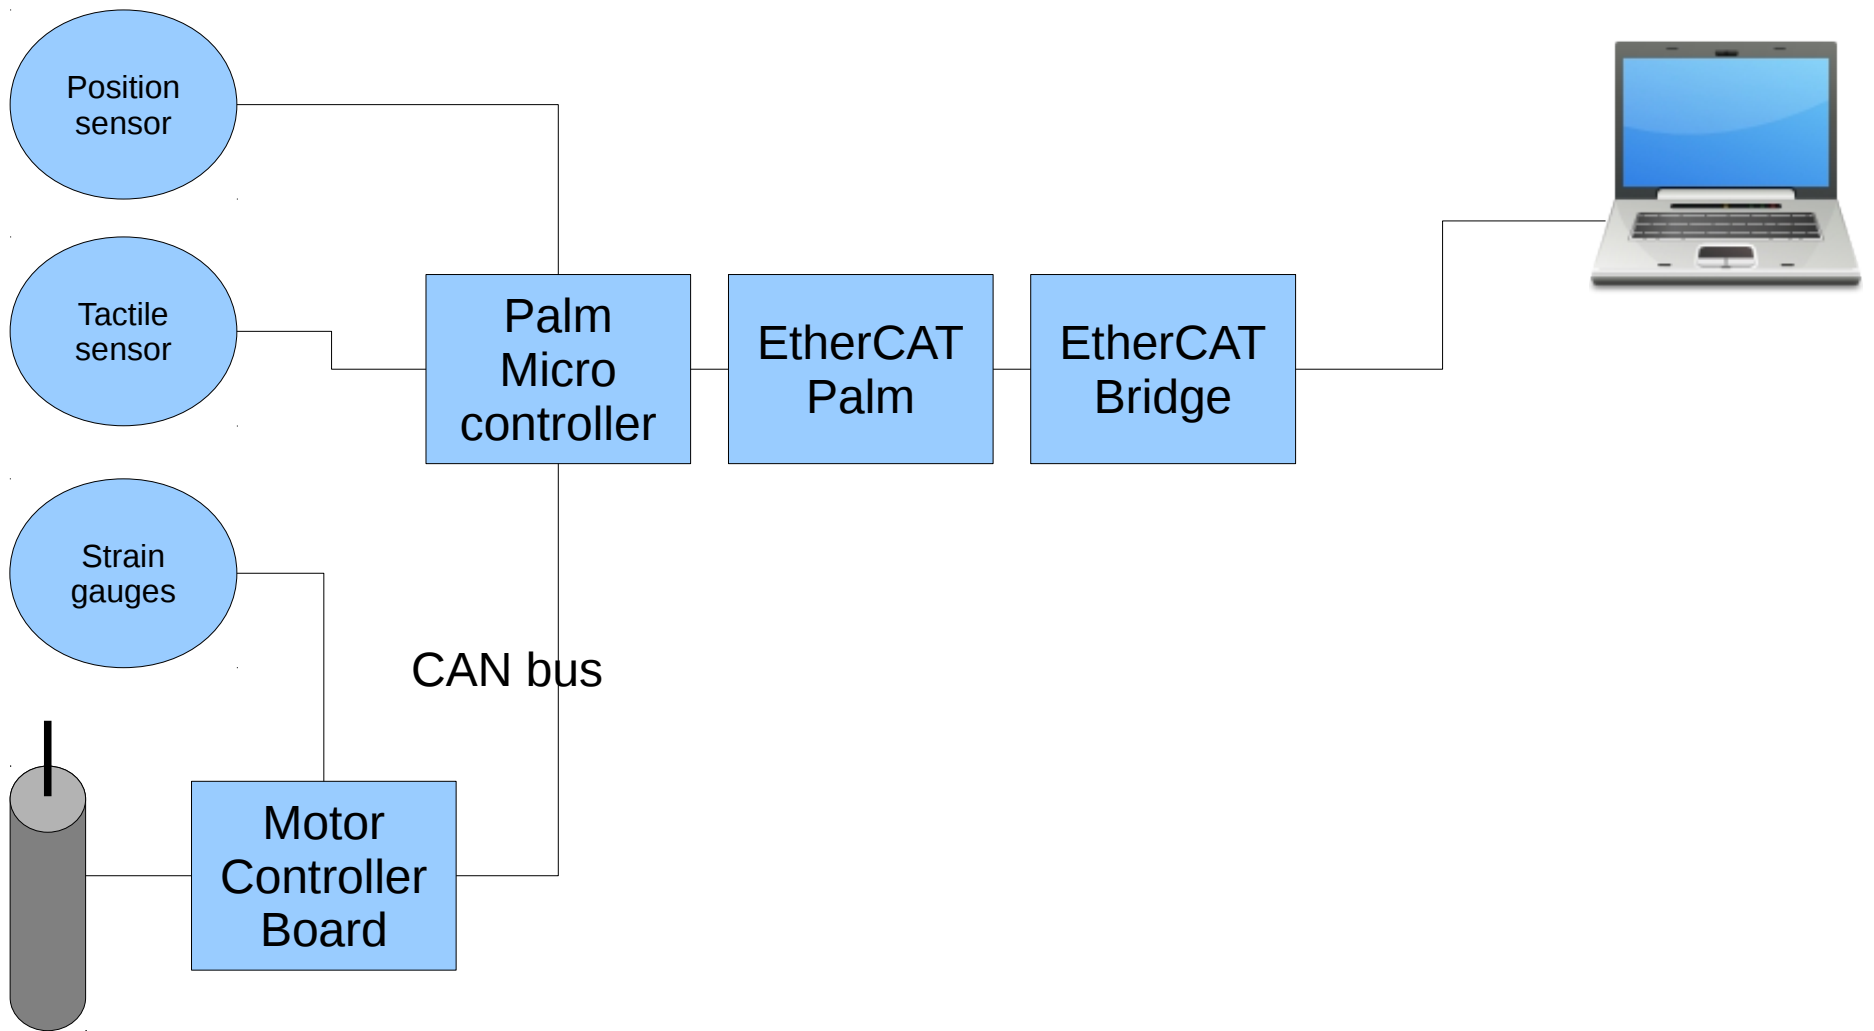 Position
sensor
Tactile
sensor
Palm
Micro
controller
EtherCAT
Palm
EtherCAT
Bridge
Strain
gauges
CAN bus
Motor
Controller
Board